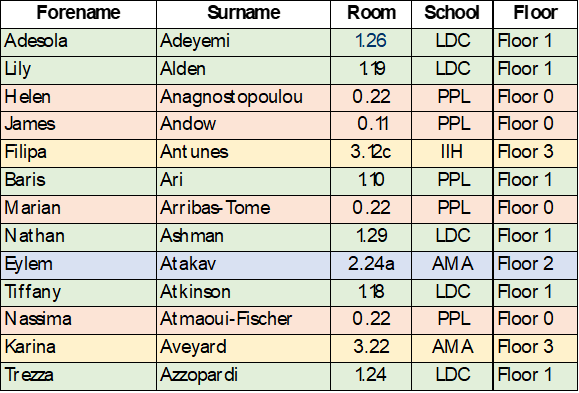 Forename Surname Room School Floor
Adesola Adeyemi 1.26 LDC Floor 1
Lily Alden 1.19 LDC Floor 1
Helen Anagnostopoulou 0.22 PPL Floor 0
James Andow 0.11 PPL Floor 0
Filipa Antunes 3.12c IIH Floor 3
Baris Ari 1.10 PPL Floor 1
Marian Arribas-Tome 0.22 PPL Floor 0
Nathan Ashman 1.29 LDC Floor 1
Eylem Atakav 2.24a AMA Floor 2
Tiffany Atkinson 1.18 LDC Floor 1
Nassima Atmaoui-Fischer 0.22 PPL Floor 0
Karina Aveyard 3.22 AMA Floor 3
Trezza Azzopardi 1.24 LDC Floor 1